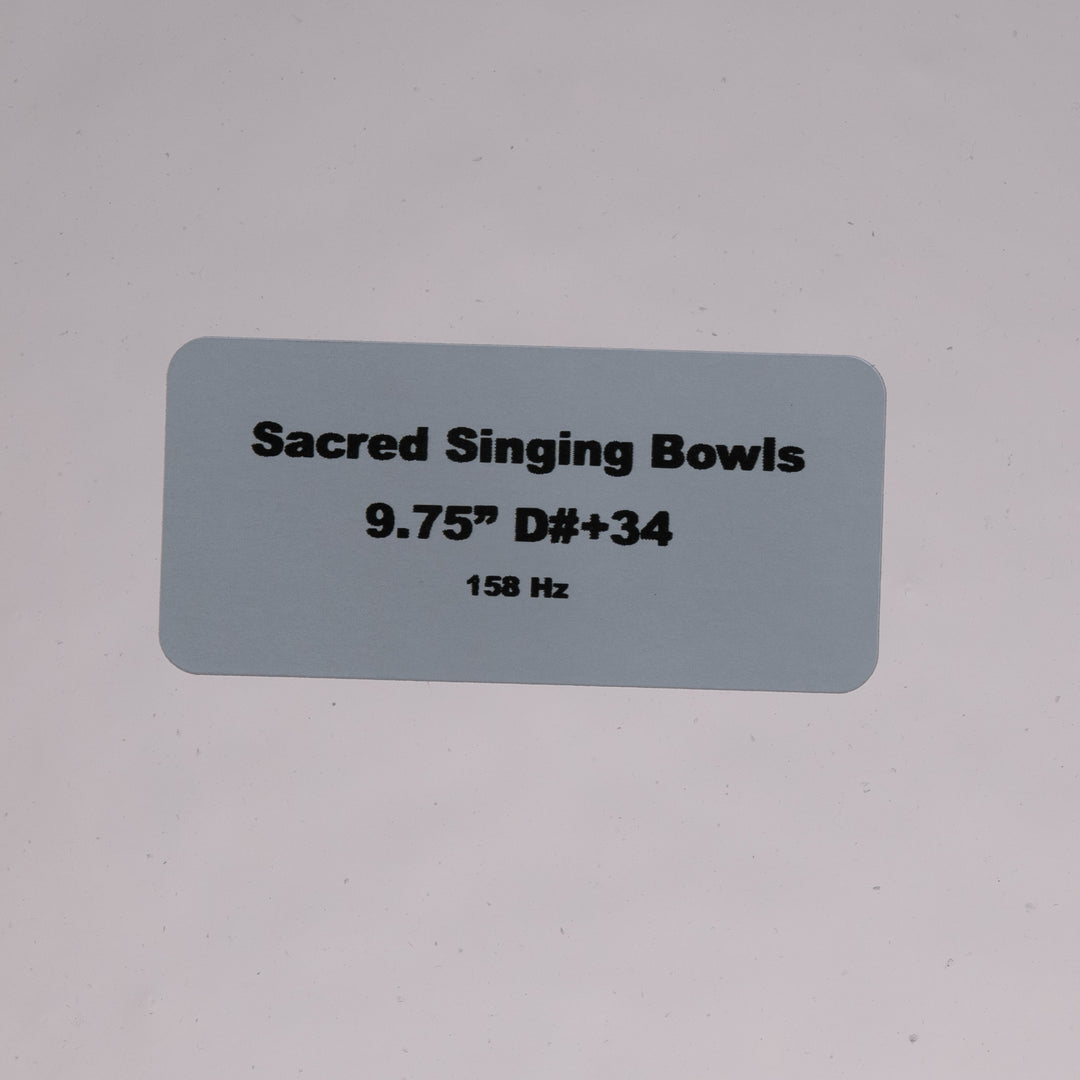 Sacred Singing Bowls
9.75” D#+34
158 Hz